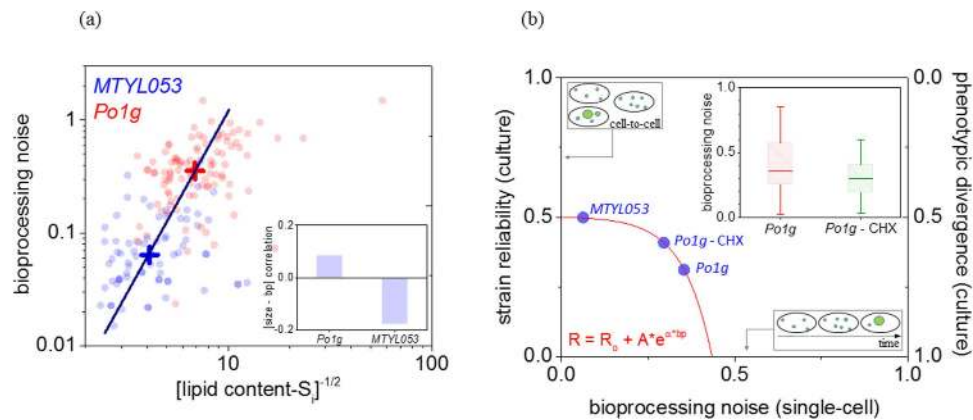 (a)
MTYL053
Po1g
bioprocessing noise
1
0.1
0.01
10
100
[lipid content-Si]-1/2
|size - bp| correlation
0.2
0.0
-0.2
Po1g
MTYL053
(b)
strain reliability (culture)
1.0
0.5
0.0
0.0
0.5
1.0
phenotypic divergence (culture)
cell-to-cell
bioprocessing noise
1.0
0.5
0.0
Po1g
Po1g - CHX
MTYL053
Po1g - CHX
Po1g
R = Ro + A*eα*bp
time
0.0
0.5
1.0
bioprocessing noise (single-cell)